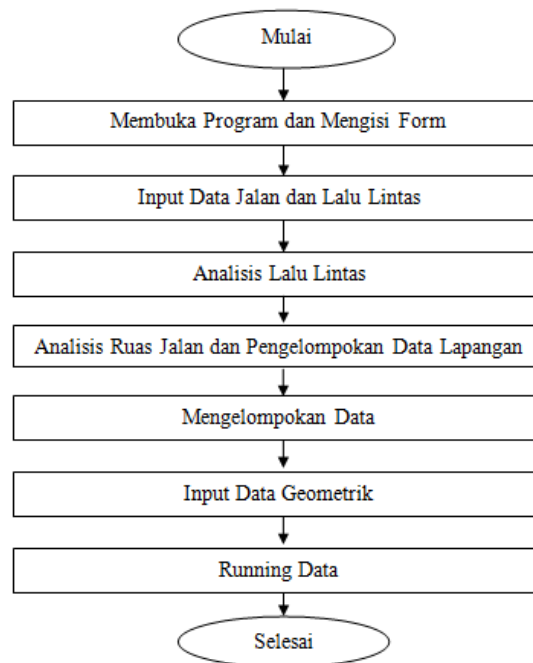 Mulai
Membuka Program dan Mengisi Form
Input Data Jalan dan Lalu Lintas
Analisis Lalu Lintas
Analisis Ruas Jalan dan Pengelompokan Data Lapangan
Mengelompokan Data
Input Data Geometrik
Running Data
Selesai